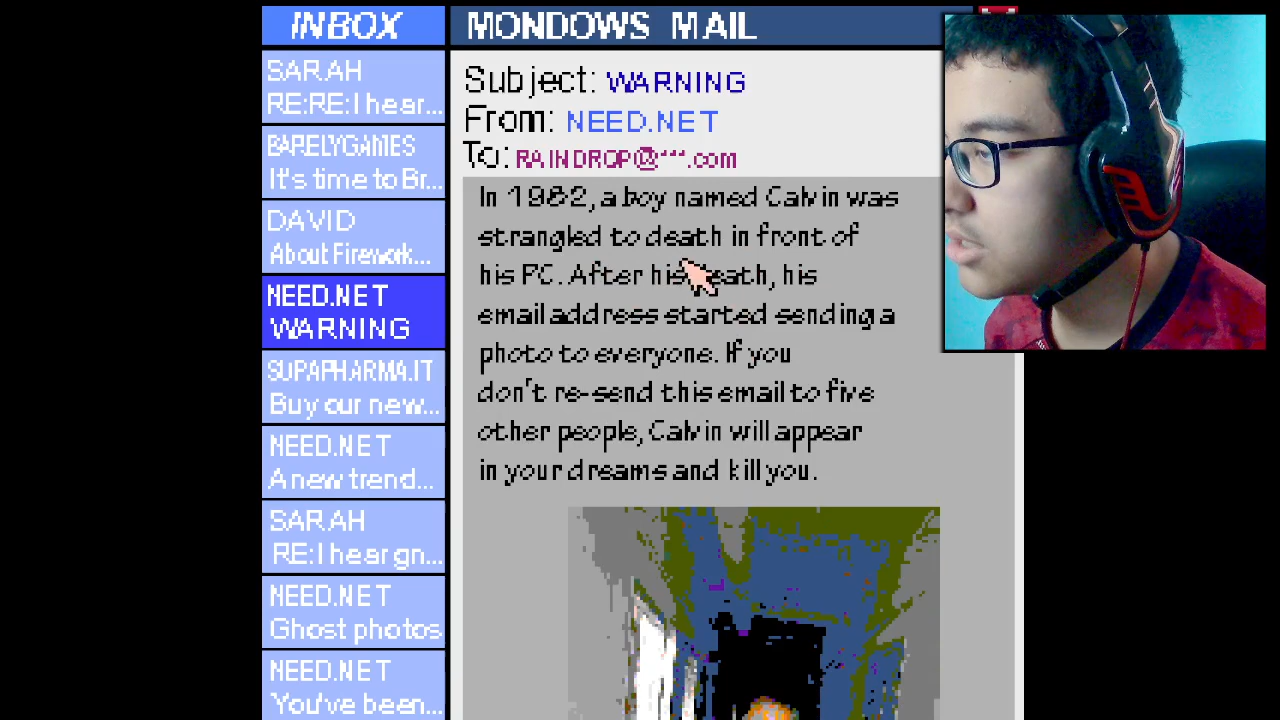 INBOX
SARAH
RE:RE:I hear...
BARELYGAMES
It's time to Br...
DAVID
About Firework...
NEED.NET
WARNING
SUPAPHARMA.IT
Buy our new...
NEED.NET
A new trend...
SARAH
RE:I hear gn...
NEED.NET
Ghost photos
NEED.NET
You've been...
MONDOWS MAIL
Subject: WARNING
From: NEED.NET
To: RAINDROP@***.com
In 1982, a boy named Calvin was
strangled to death in front of
his PC. After his death, his
email address started sending a
photo to everyone. If you
don't re-send this email to five
other people, Calvin will appear
in your dreams and kill you.